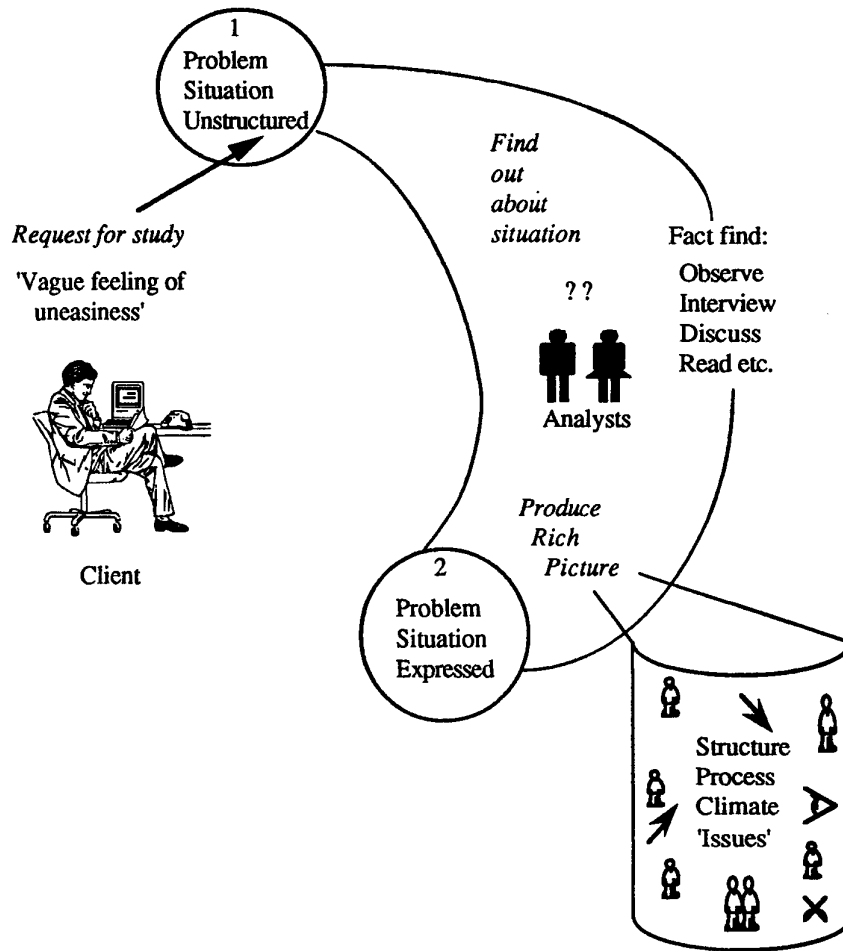 1
Problem
Situation
Unstructured
Find
out
about
situation
Request for study
'Vague feeling of
uneasiness'
Fact find:
Observe
Interview
Discuss
Read etc.
? ?
Analysts
Client
Produce
Rich
Picture
2
Problem
Situation
Expressed
Structure
Process
Climate
'Issues'